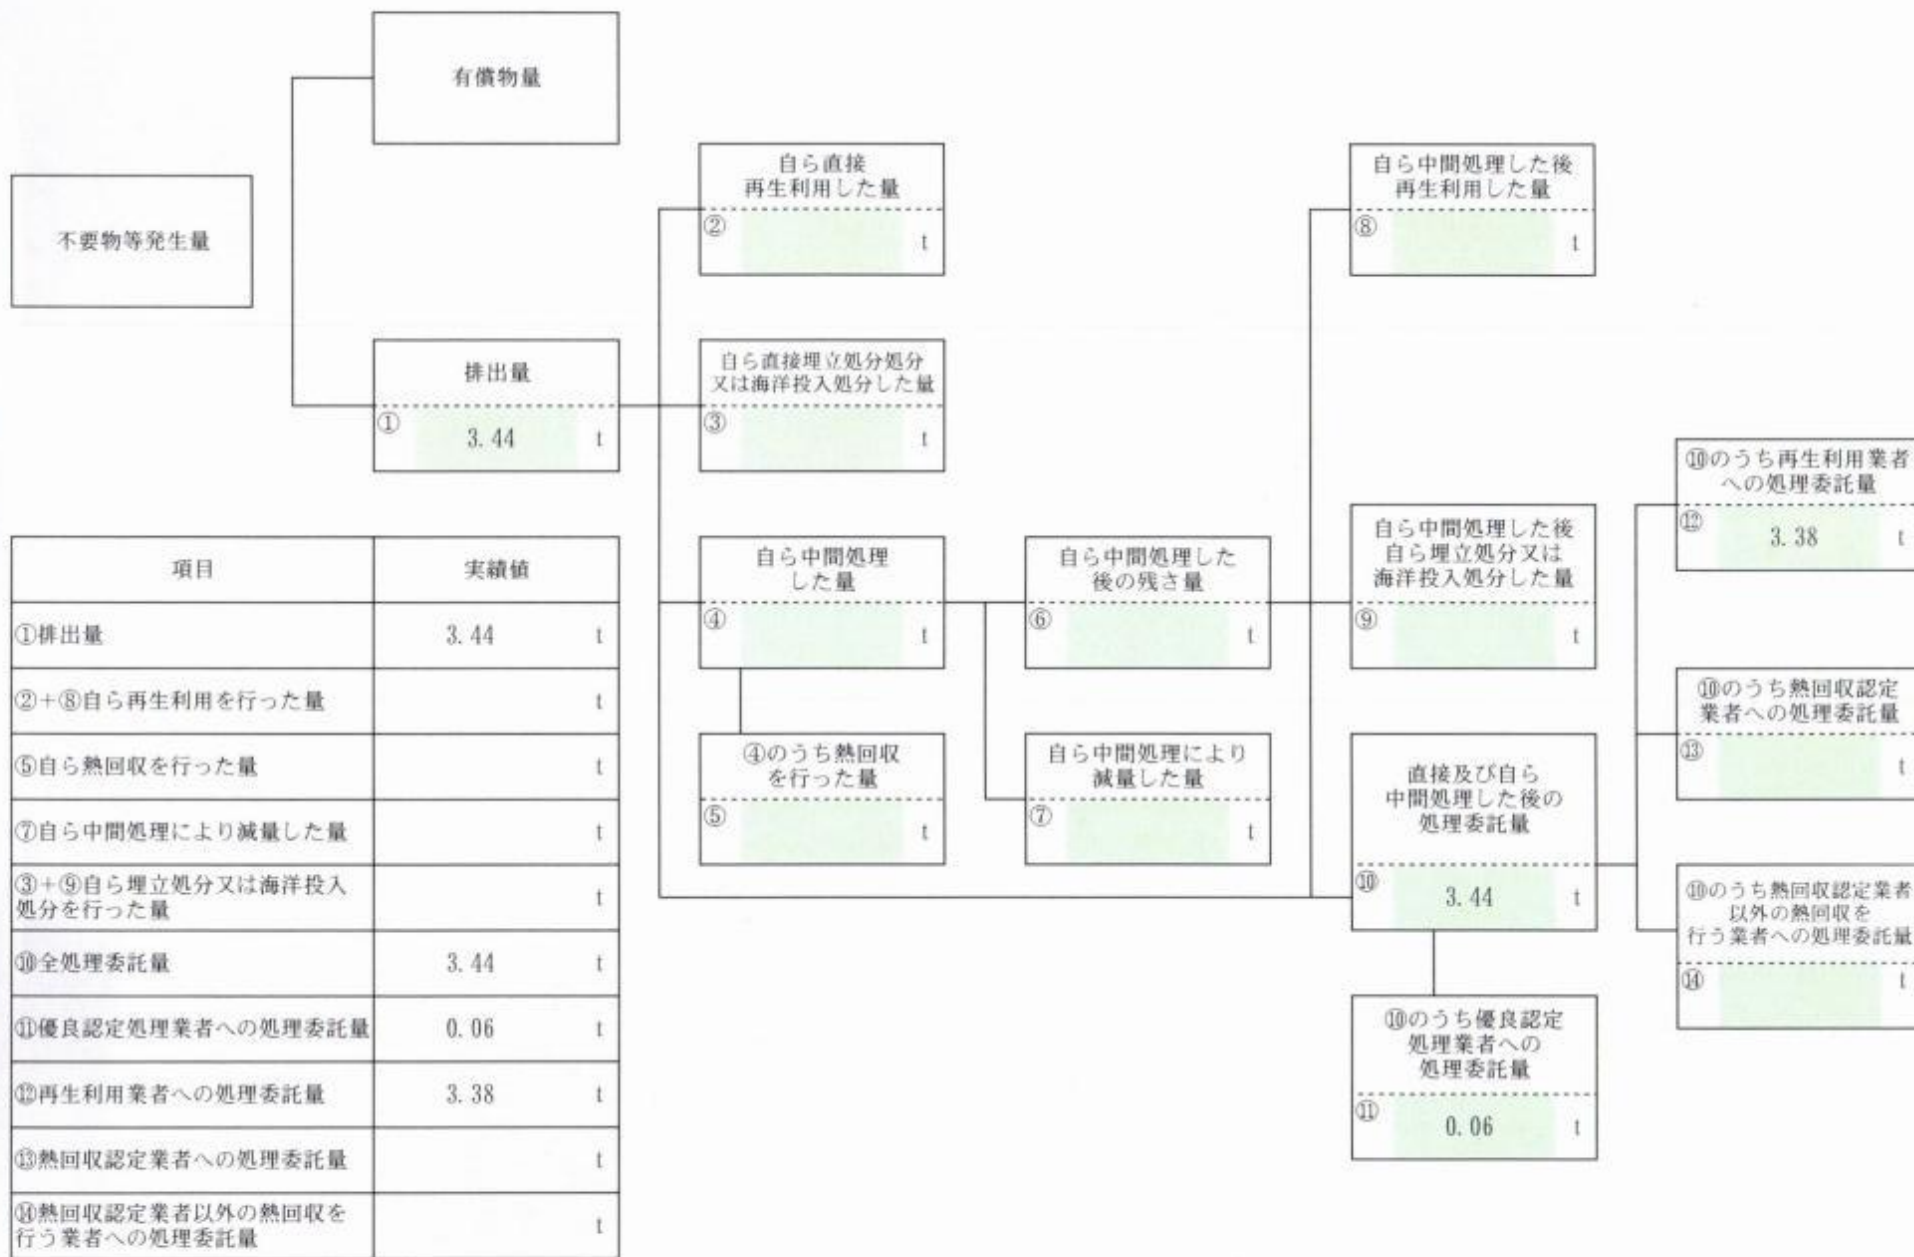 有償物量
不要物等発生量
排出量
① 3.44 t
自ら直接
再生利用した量
② t
自ら直接埋立処分処分
又は海洋投入処分した量
③ t
自ら中間処理
した量
④ t
④のうち熱回収
を行った量
⑤ t
自ら中間処理した
後の残さ量
⑥ t
自ら中間処理により
減量した量
⑦ t
自ら中間処理した後
再生利用した量
⑧ t
自ら中間処理した後
自ら埋立処分又は
海洋投入処分した量
⑨ t
直接及び自ら
中間処理した後の
処理委託量
⑩ 3.44 t
⑩のうち優良認定
処理業者への
処理委託量
⑪ 0.06 t
⑩のうち再生利用業者
への処理委託量
⑫ 3.38 t
⑩のうち熱回収認定
業者への処理委託量
⑬ t
⑩のうち熱回収認定業者
以外の熱回収を
行う業者への処理委託量
⑭ t
項目 実績値
①排出量 3.44 t
②+⑧自ら再生利用を行った量 t
⑤自ら熱回収を行った量 t
⑦自ら中間処理により減量した量 t
③+⑨自ら埋立処分又は海洋投入
処分を行った量 t
⑩全処理委託量 3.44 t
⑪優良認定処理業者への処理委託量 0.06 t
⑫再生利用業者への処理委託量 3.38 t
⑬熱回収認定業者への処理委託量 t
⑭熱回収認定業者以外の熱回収を
行う業者への処理委託量 t